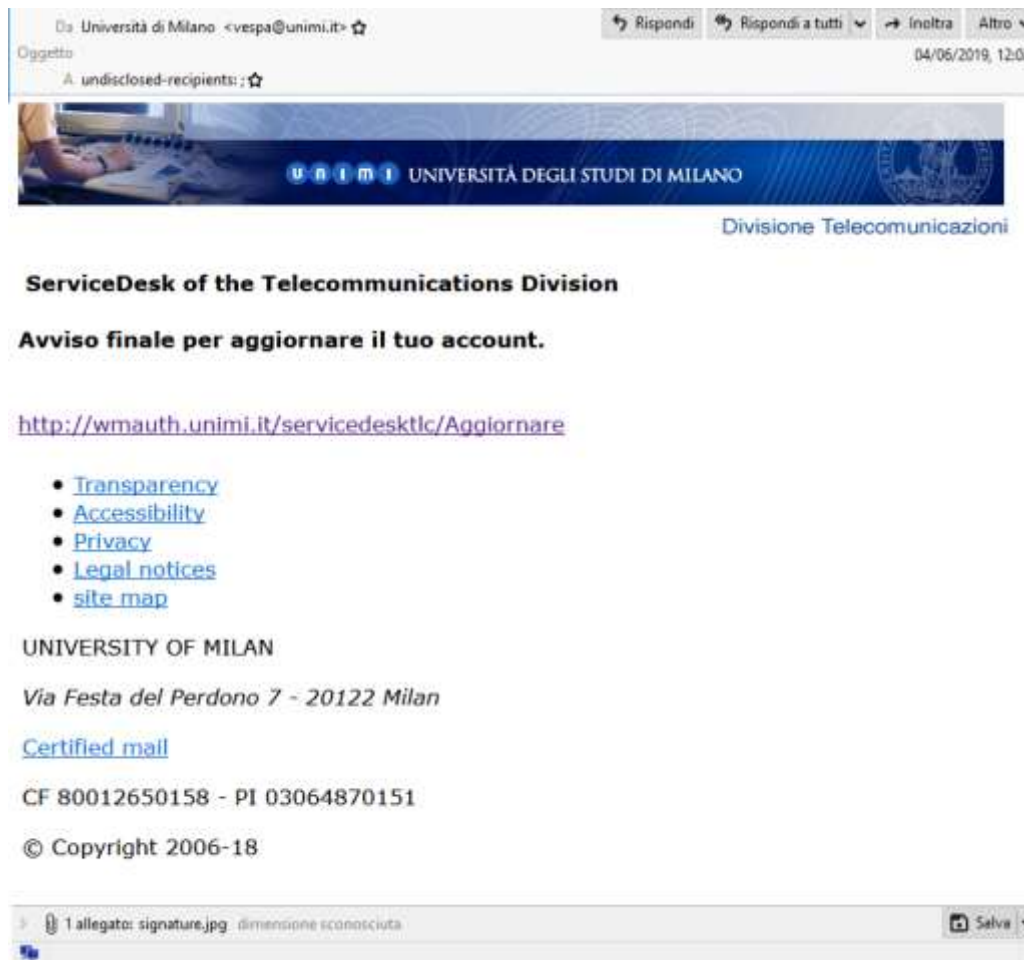 Da Università di Milano <vespa@unimi.it>
Rispondi Rispondi a tutti Inoltra Altro
Oggetto
04/06/2019, 12:0
A undisclosed-recipients: ;
unimi UNIVERSITÀ DEGLI STUDI DI MILANO
Divisione Telecomunicazioni
ServiceDesk of the Telecommunications Division
Avviso finale per aggiornare il tuo account.
http://wmauth.unimi.it/servicedesktlc/Aggiornare
Transparency
Accessibility
Privacy
Legal notices
site map
UNIVERSITY OF MILAN
Via Festa del Perdono 7 - 20122 Milan
Certified mail
CF 80012650158 - PI 03064870151
© Copyright 2006-18
1 allegato: signature.jpg dimensione sconosciuta
Salva